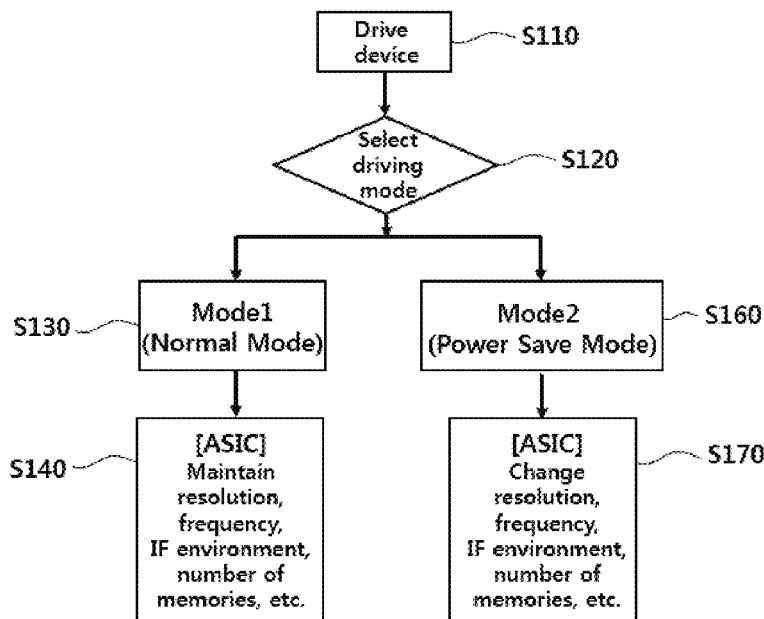 Drive
device
S110
Select
driving
mode
S120
Mode1
(Normal Mode)
S130
Mode2
(Power Save Mode)
S160
[ASIC]
Maintain
resolution,
frequency,
IF environment,
number of
memories, etc.
S140
[ASIC]
Change
resolution,
frequency,
IF environment,
number of
memories, etc.
S170